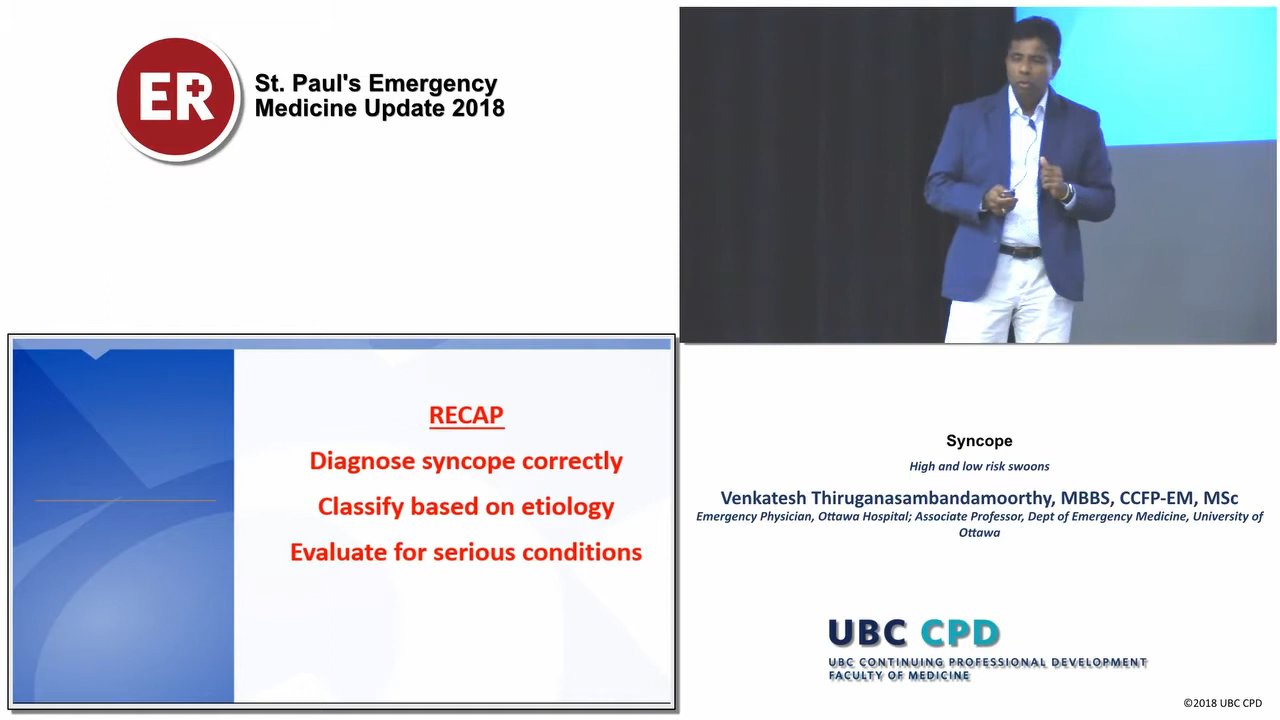 ER
St. Paul's Emergency
Medicine Update 2018
RECAP
Diagnose syncope correctly
Classify based on etiology
Evaluate for serious conditions
Syncope
High and low risk swoons
Venkatesh Thiruganasambandamoorthy, MBBS, CCFP-EM, MSc
Emergency Physician, Ottawa Hospital; Associate Professor, Dept of Emergency Medicine, University of
Ottawa
UBC CPD
UBC CONTINUING PROFESSIONAL DEVELOPMENT
FACULTY OF MEDICINE
©2018 UBC CPD